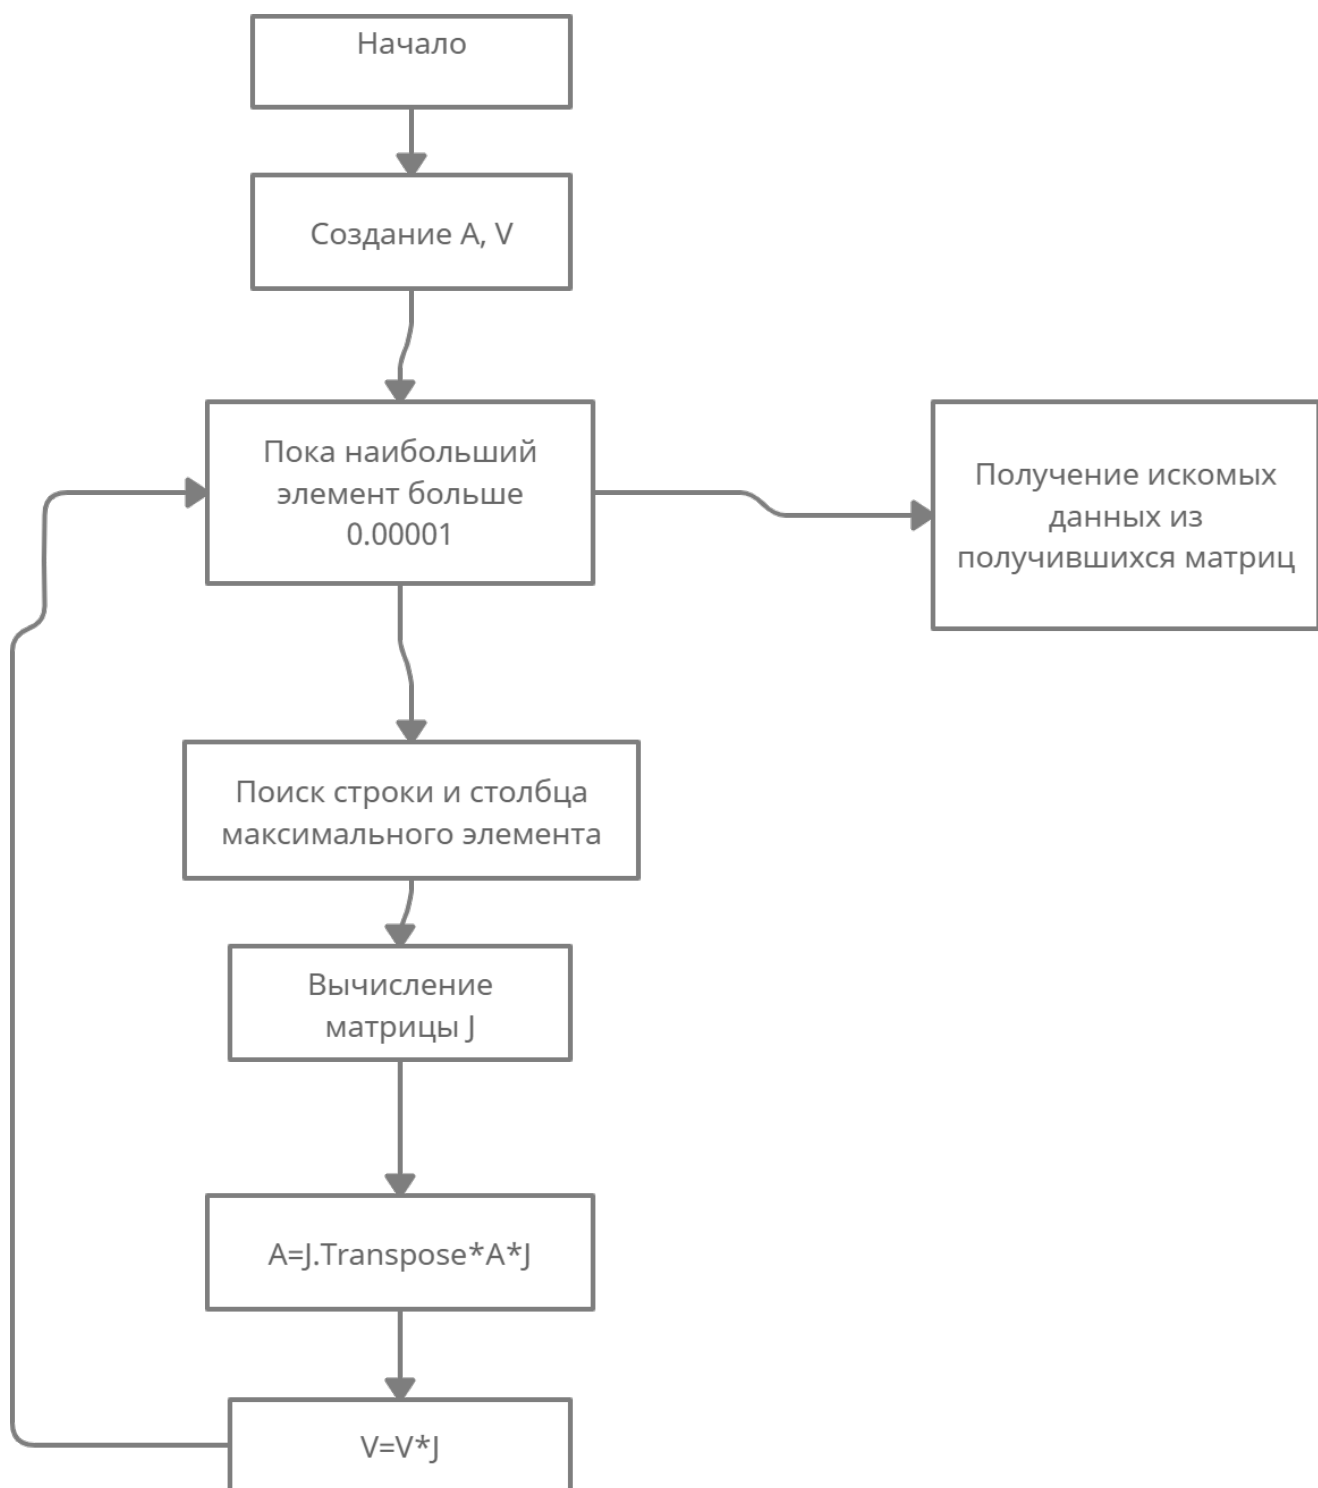 Начало
Создание A, V
Пока наибольший
элемент больше
0.00001
Получение искомых
данных из
получившихся матриц
Поиск строки и столбца
максимального элемента
Вычисление
матрицы J
A=J.Transpose*A*J
V=V*J